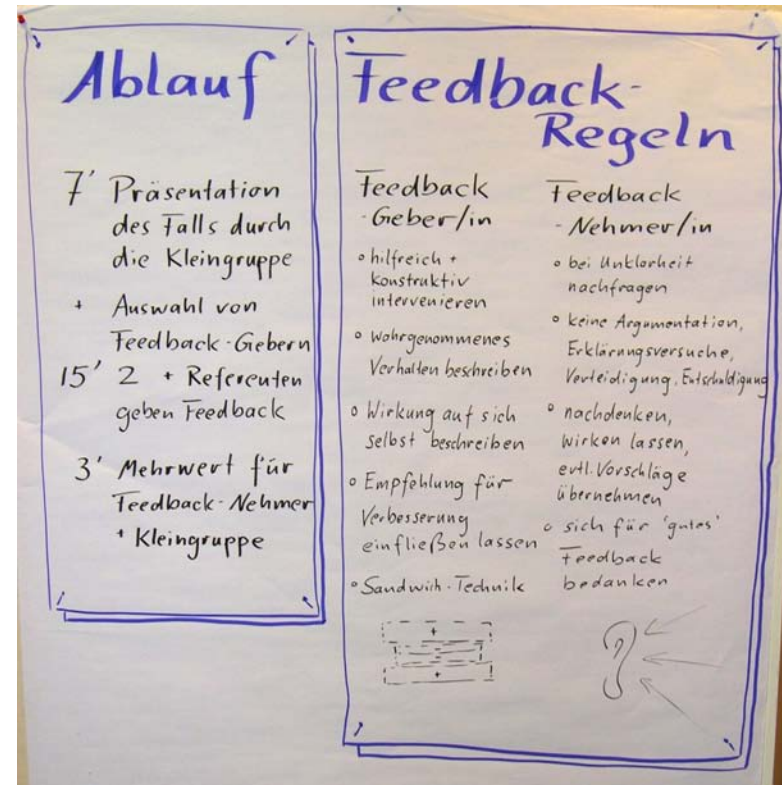 Ablauf
7' Präsentation
des Falls durch
die Kleingruppe
+ Auswahl von
Feedback-Gebern
15' 2 + Referenten
geben Feedback
3' Mehrwert für
Feedback-Nehmer
+ Kleingruppe
Feedback-
Regeln
Feedback
-Geber/in
° hilfreich +
konstruktiv
intervenieren
° Wahrgenommenes
Verhalten beschreiben
° Wirkung auf sich
selbst beschreiben
° Empfehlung für
Verbesserung
einfließen lassen
° Sandwich-Technik
+
+
Feedback
-Nehmer/in
° bei Unklarheit
nachfragen
° keine Argumentation,
Erklärungsversuche,
Verteidigung, Entschuldigung
° nachdenken,
wirken lassen,
evtl. Vorschläge
übernehmen
° sich für 'gutes'
Feedback
bedanken